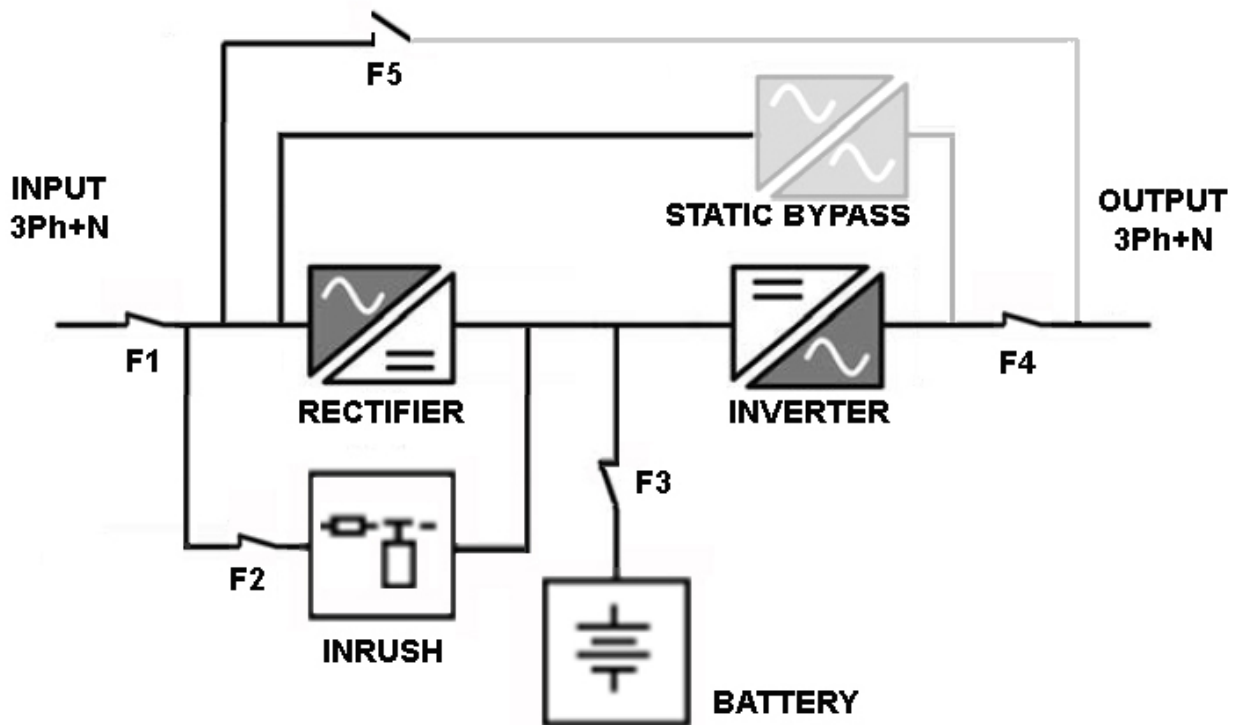 F5
INPUT
3Ph+N
STATIC BYPASS
OUTPUT
3Ph+N
F1
RECTIFIER
INVERTER
F4
F3
F2
INRUSH
BATTERY